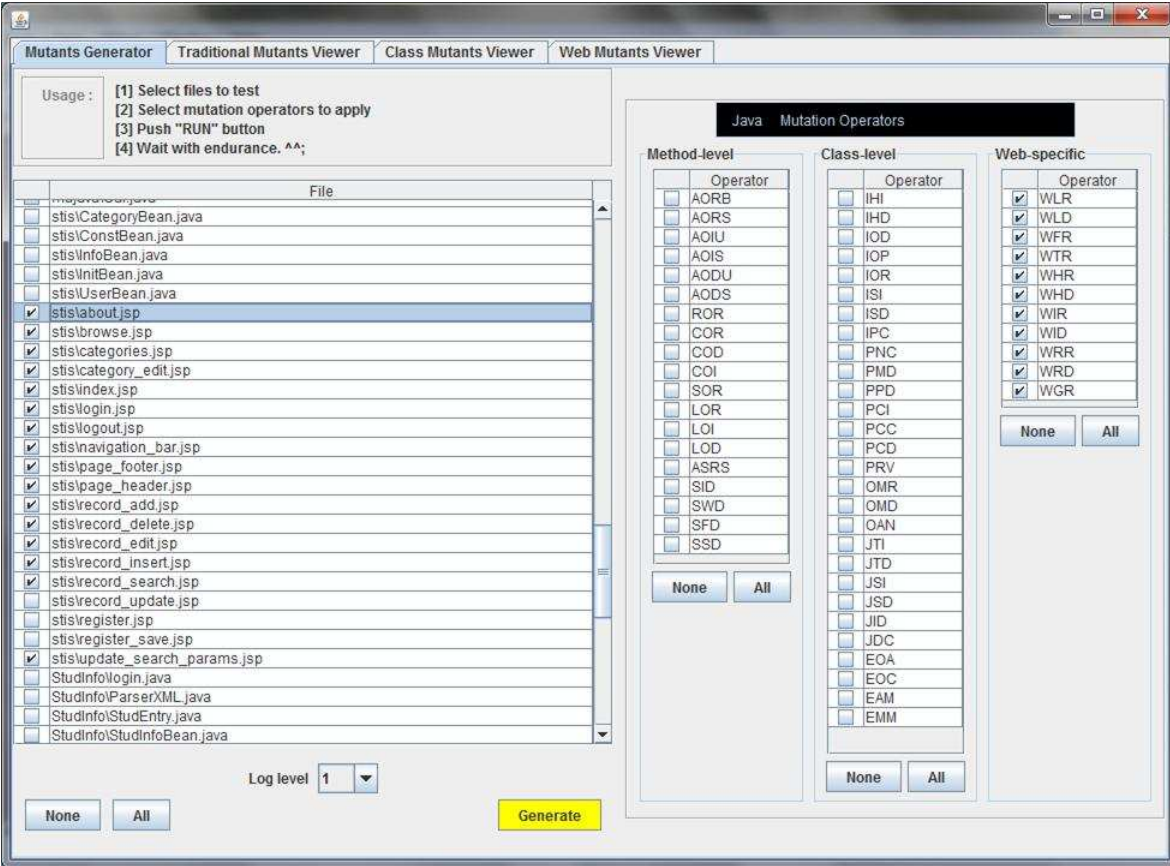 Mutants Generator
Traditional Mutants Viewer
Class Mutants Viewer
Web Mutants Viewer
Usage :
[1] Select files to test
[2] Select mutation operators to apply
[3] Push "RUN" button
[4] Wait with endurance. ^^;
File
stis\CategoryBean.java
stis\ConstBean.java
stis\InfoBean.java
stis\InitBean.java
stis\UserBean.java
stis\about.jsp
stis\browse.jsp
stis\categories.jsp
stis\category_edit.jsp
stis\index.jsp
stis\login.jsp
stis\logout.jsp
stis\navigation_bar.jsp
stis\page_footer.jsp
stis\page_header.jsp
stis\record_add.jsp
stis\record_delete.jsp
stis\record_edit.jsp
stis\record_insert.jsp
stis\record_search.jsp
stis\record_update.jsp
stis\register.jsp
stis\register_save.jsp
stis\update_search_params.jsp
StudInfo\login.java
StudInfo\ParserXML.java
StudInfo\StudEntry.java
StudInfo\StudInfoBean.java
Log level 1
None
All
Generate
Java Mutation Operators
Method-level
Operator
AORB
AORS
AOIU
AOIS
AODU
AODS
ROR
COR
COD
COI
SOR
LOR
LOI
LOD
ASRS
SID
SWD
SFD
SSD
None
All
Class-level
Operator
IHI
IHD
IOD
IOP
IOR
ISI
ISD
IPC
PNC
PMD
PPD
PCI
PCC
PCD
PRV
OMR
OMD
OAN
JTI
JTD
JSI
JSD
JID
JDC
EOA
EOC
EAM
EMM
None
All
Web-specific
Operator
WLR
WLD
WFR
WTR
WHR
WHD
WIR
WID
WRR
WRD
WGR
None
All